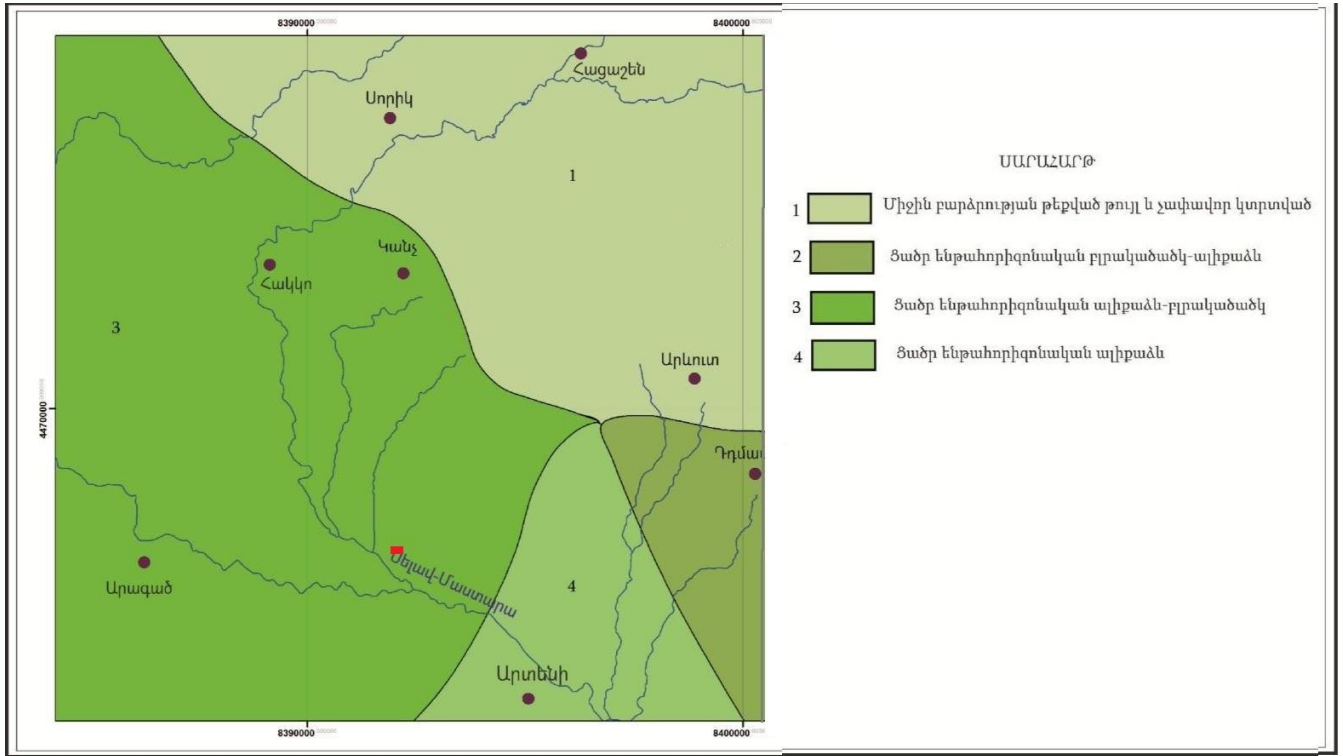 8390000
8400000
Հացաշեն
Սորիկ
1
Կանչ
Հակկո
3
Արևուտ
4470000
Դդմա
Սելավ-Մաստարա
Արագած
4
Արտենի
8390000
8400000
ՍԱՐԱՀԱՐԹ
1 Միջին բարձրության թեքված թույլ և չափավոր կտրտված
2 Ցածր ենթահորիզոնական բլրակածածկ-ալիքաձև
3 Ցածր ենթահորիզոնական ալիքաձև-բլրակածածկ
4 Ցածր ենթահորիզոնական ալիքաձև